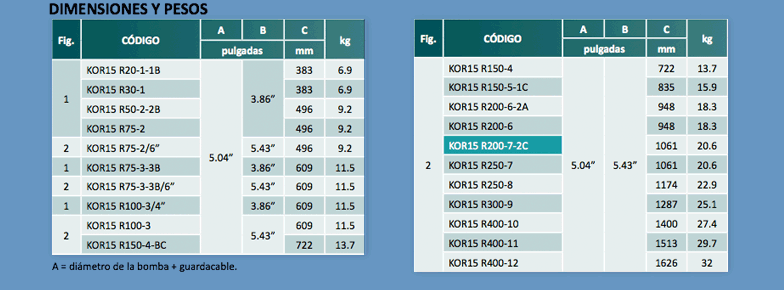 DIMENSIONES Y PESOS
Fig. CÓDIGO A B C kg
pulgadas mm
KOR15 R20-1-1B 383 6.9
1 KOR15 R30-1 3.86” 383 6.9
KOR15 R50-2-2B 496 9.2
KOR15 R75-2 496 9.2
2 KOR15 R75-2/6” 5.04” 5.43” 496 9.2
1 KOR15 R75-3-3B 3.86” 609 11.5
2 KOR15 R75-3-3B/6” 5.43” 609 11.5
1 KOR15 R100-3/4” 3.86” 609 11.5
2 KOR15 R100-3 5.43” 609 11.5
KOR15 R150-4-BC 722 13.7
A = diámetro de la bomba + guardacable.
Fig. CÓDIGO A B C kg
pulgadas mm
KOR15 R150-4 722 13.7
KOR15 R150-5-1C 835 15.9
KOR15 R200-6-2A 948 18.3
KOR15 R200-6 948 18.3
KOR15 R200-7-2C 1061 20.6
2 KOR15 R250-7 5.04” 5.43” 1061 20.6
KOR15 R250-8 1174 22.9
KOR15 R300-9 1287 25.1
KOR15 R400-10 1400 27.4
KOR15 R400-11 1513 29.7
KOR15 R400-12 1626 32